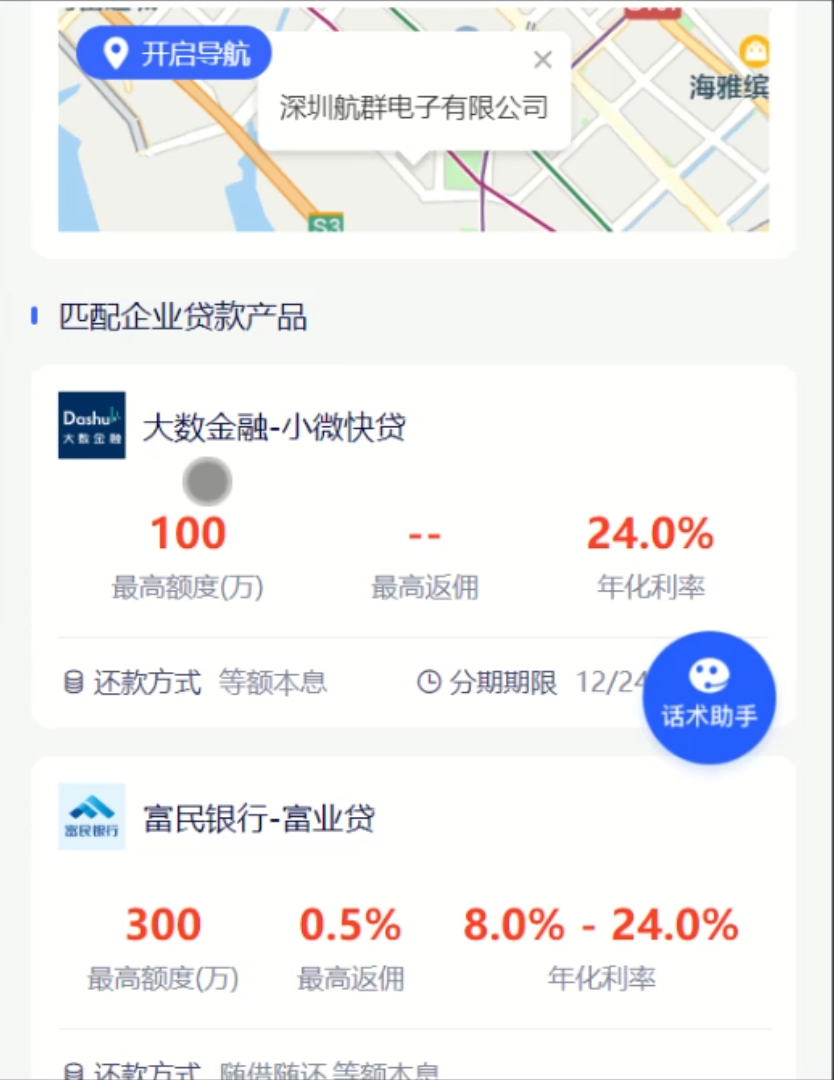 开启导航
深圳航群电子有限公司
海雅缤
S3
匹配企业贷款产品
Dashu
大数金融
大数金融-小微快贷
100 -- 24.0%
最高额度(万) 最高返佣 年化利率
还款方式 等额本息 分期期限 12/24
话术助手
富民银行
富民银行-富业贷
300 0.5% 8.0% - 24.0%
最高额度(万) 最高返佣 年化利率
还款方式 随借随还,等额本息